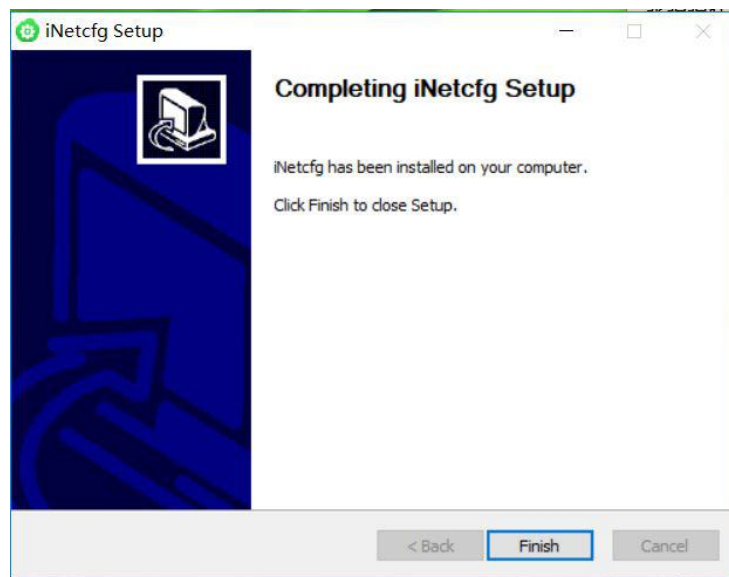 iNetcfg Setup
Completing iNetcfg Setup
iNetcfg has been installed on your computer.
Click Finish to close Setup.
< Back
Finish
Cancel